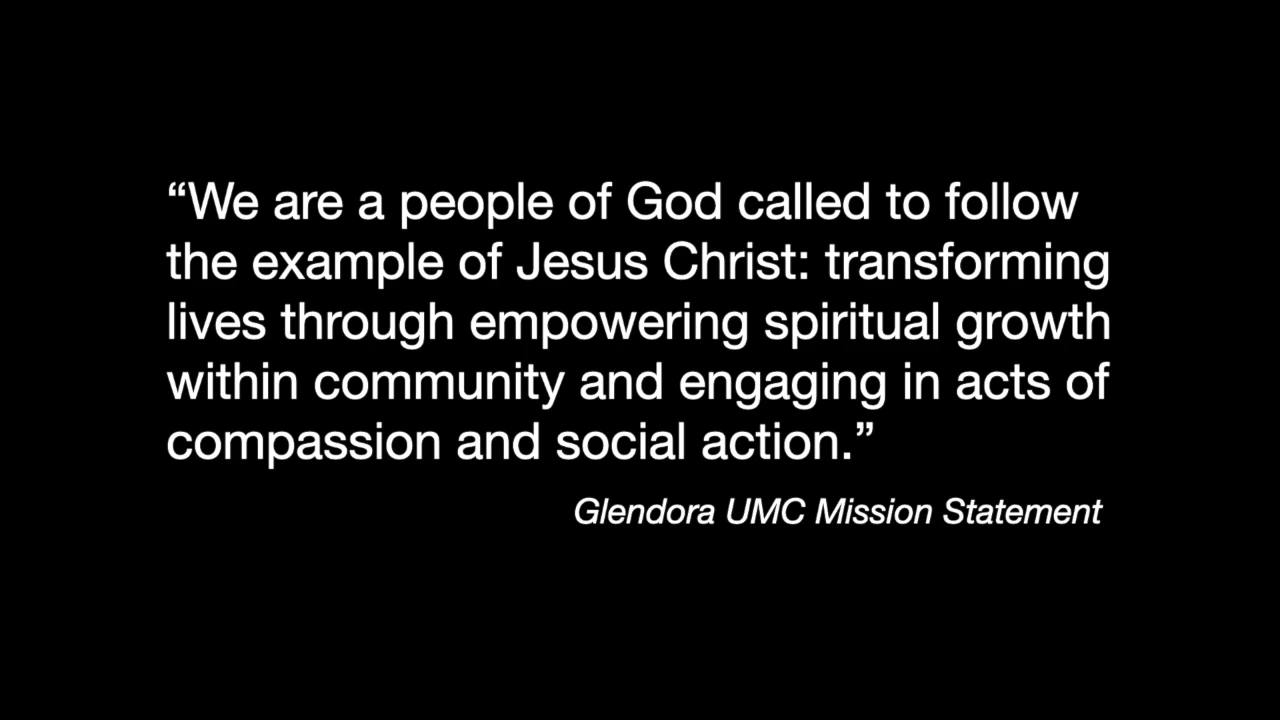 “We are a people of God called to follow
the example of Jesus Christ: transforming
lives through empowering spiritual growth
within community and engaging in acts of
compassion and social action.”
Glendora UMC Mission Statement